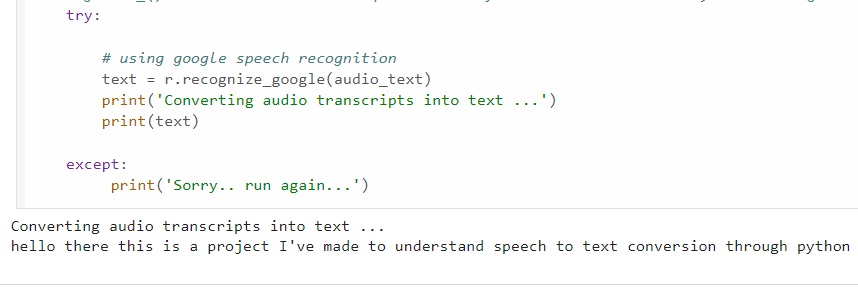 try:
# using google speech recognition
text = r.recognize_google(audio_text)
print('Converting audio transcripts into text ...')
print(text)
except:
print('Sorry.. run again...')
Converting audio transcripts into text ...
hello there this is a project I've made to understand speech to text conversion through python